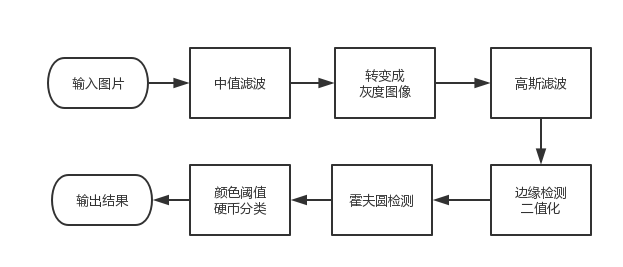 输入图片
中值滤波
转变成
灰度图像
高斯滤波
边缘检测
二值化
霍夫圆检测
颜色阈值
硬币分类
输出结果